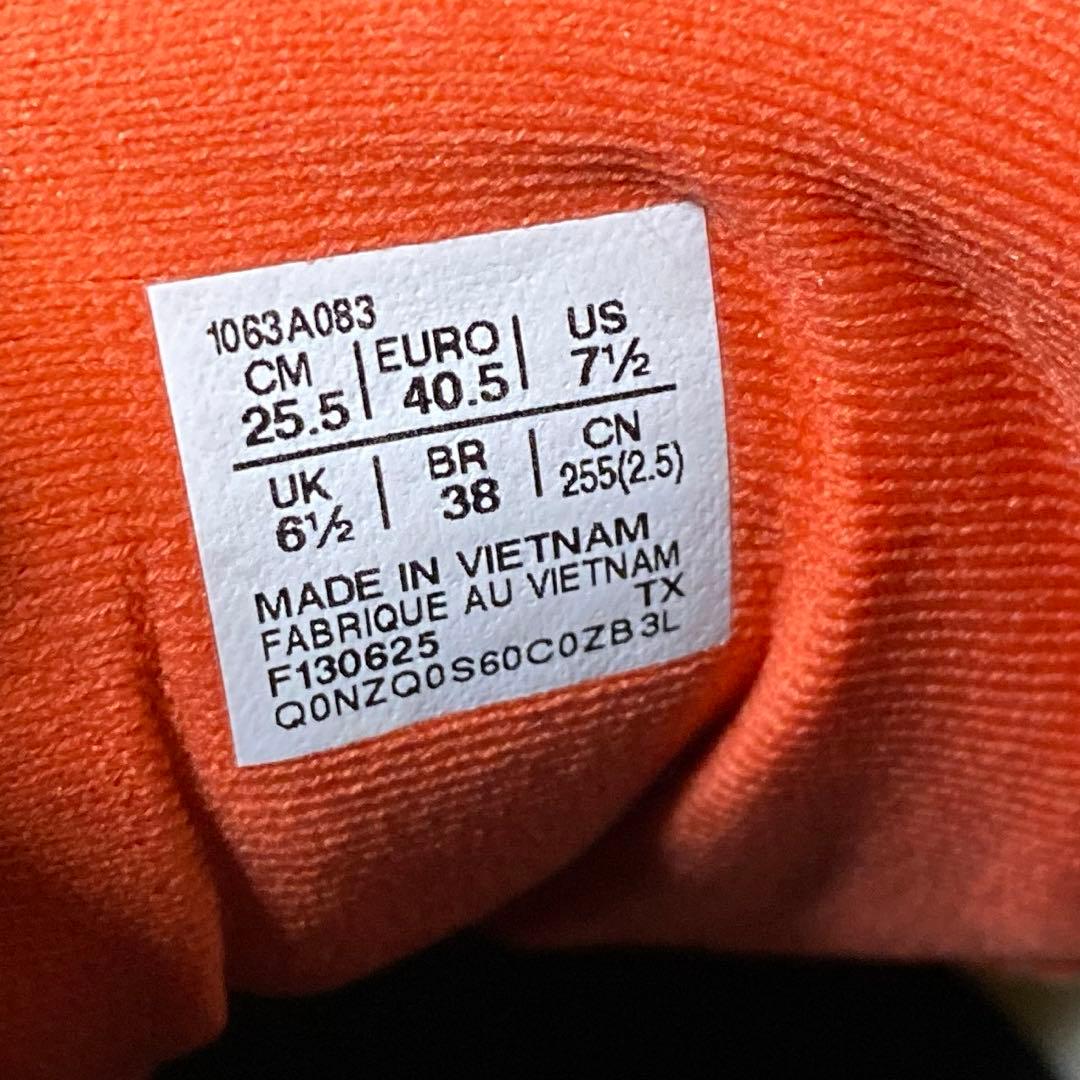 1063A083
CM | EURO | US
25.5 | 40.5 | 7½
UK | BR | CN
6½ | 38 | 255(2.5)
MADE IN VIETNAM
FABRIQUE AU VIETNAM
TX
F130625
Q0NZQ0S60C0ZB3L